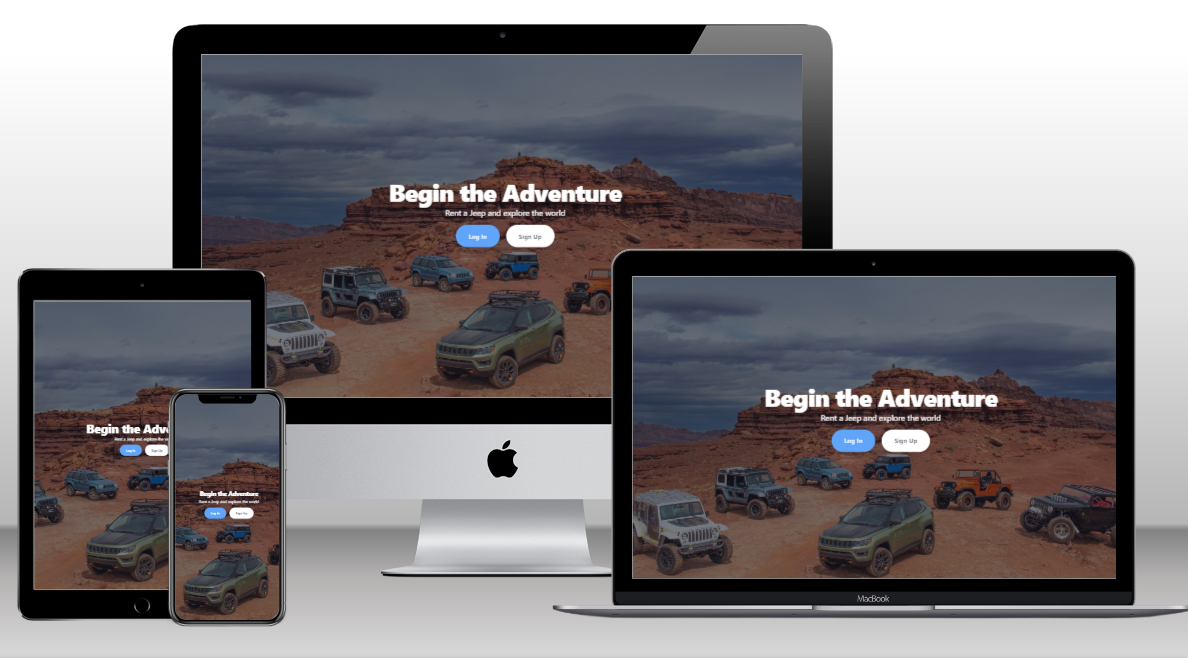 Begin the Adventure
Rent a Jeep and explore the world
Log In
Sign Up
Begin the Adv
Rent a Jeep and explore the w
Log In
Sign Up
Begin the Adventure
Rent a Jeep and explore the world
Log In
Sign Up
Begin the Adventure
Rent a Jeep and explore the world
Log In
Sign Up
MacBook